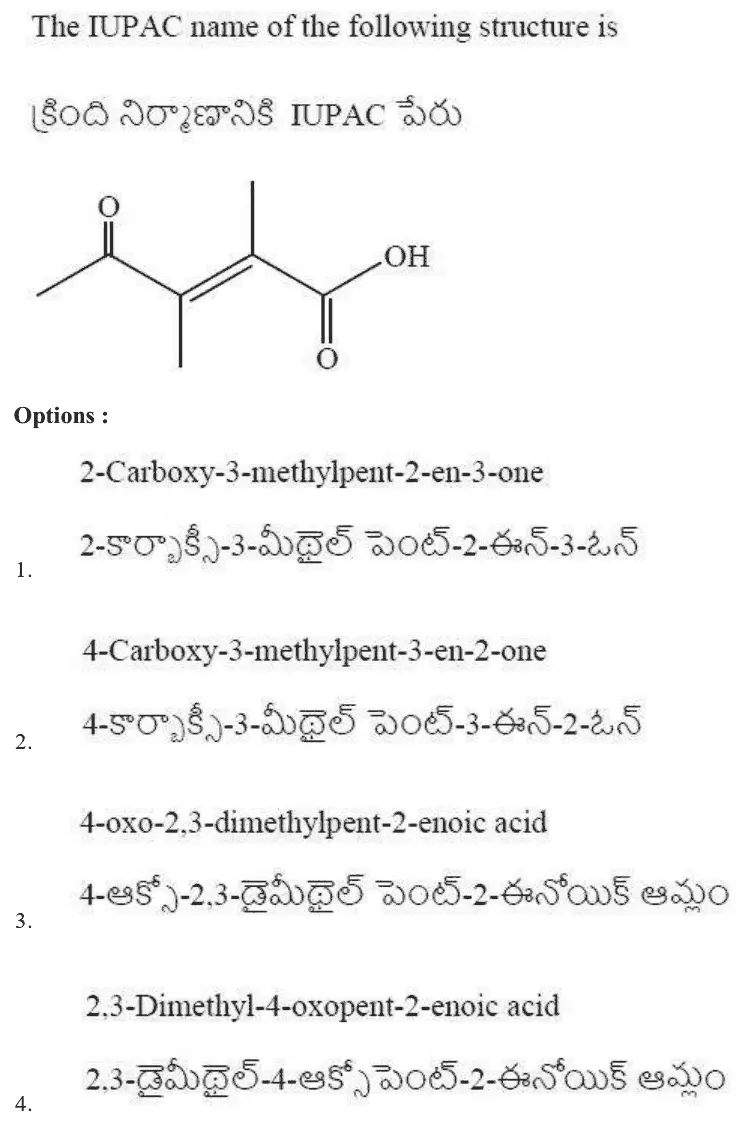 The IUPAC name of the following structure is
క్రింది నిర్మాణానికి IUPAC పేరు
O
OH
O
Options :
2-Carboxy-3-methylpent-2-en-3-one
2-కార్బాక్సీ-3-మీథైల్ పెంట్-2-ఈన్-3-ఓన్
1.
4-Carboxy-3-methylpent-3-en-2-one
4-కార్బాక్సీ-3-మీథైల్ పెంట్-3-ఈన్-2-ఓన్
2.
4-oxo-2,3-dimethylpent-2-enoic acid
4-ఆక్సో-2,3-డైమీథైల్ పెంట్-2-ఈనోయిక్ ఆమ్లం
3.
2,3-Dimethyl-4-oxopent-2-enoic acid
2,3-డైమీథైల్-4-ఆక్సోపెంట్-2-ఈనోయిక్ ఆమ్లం
4.